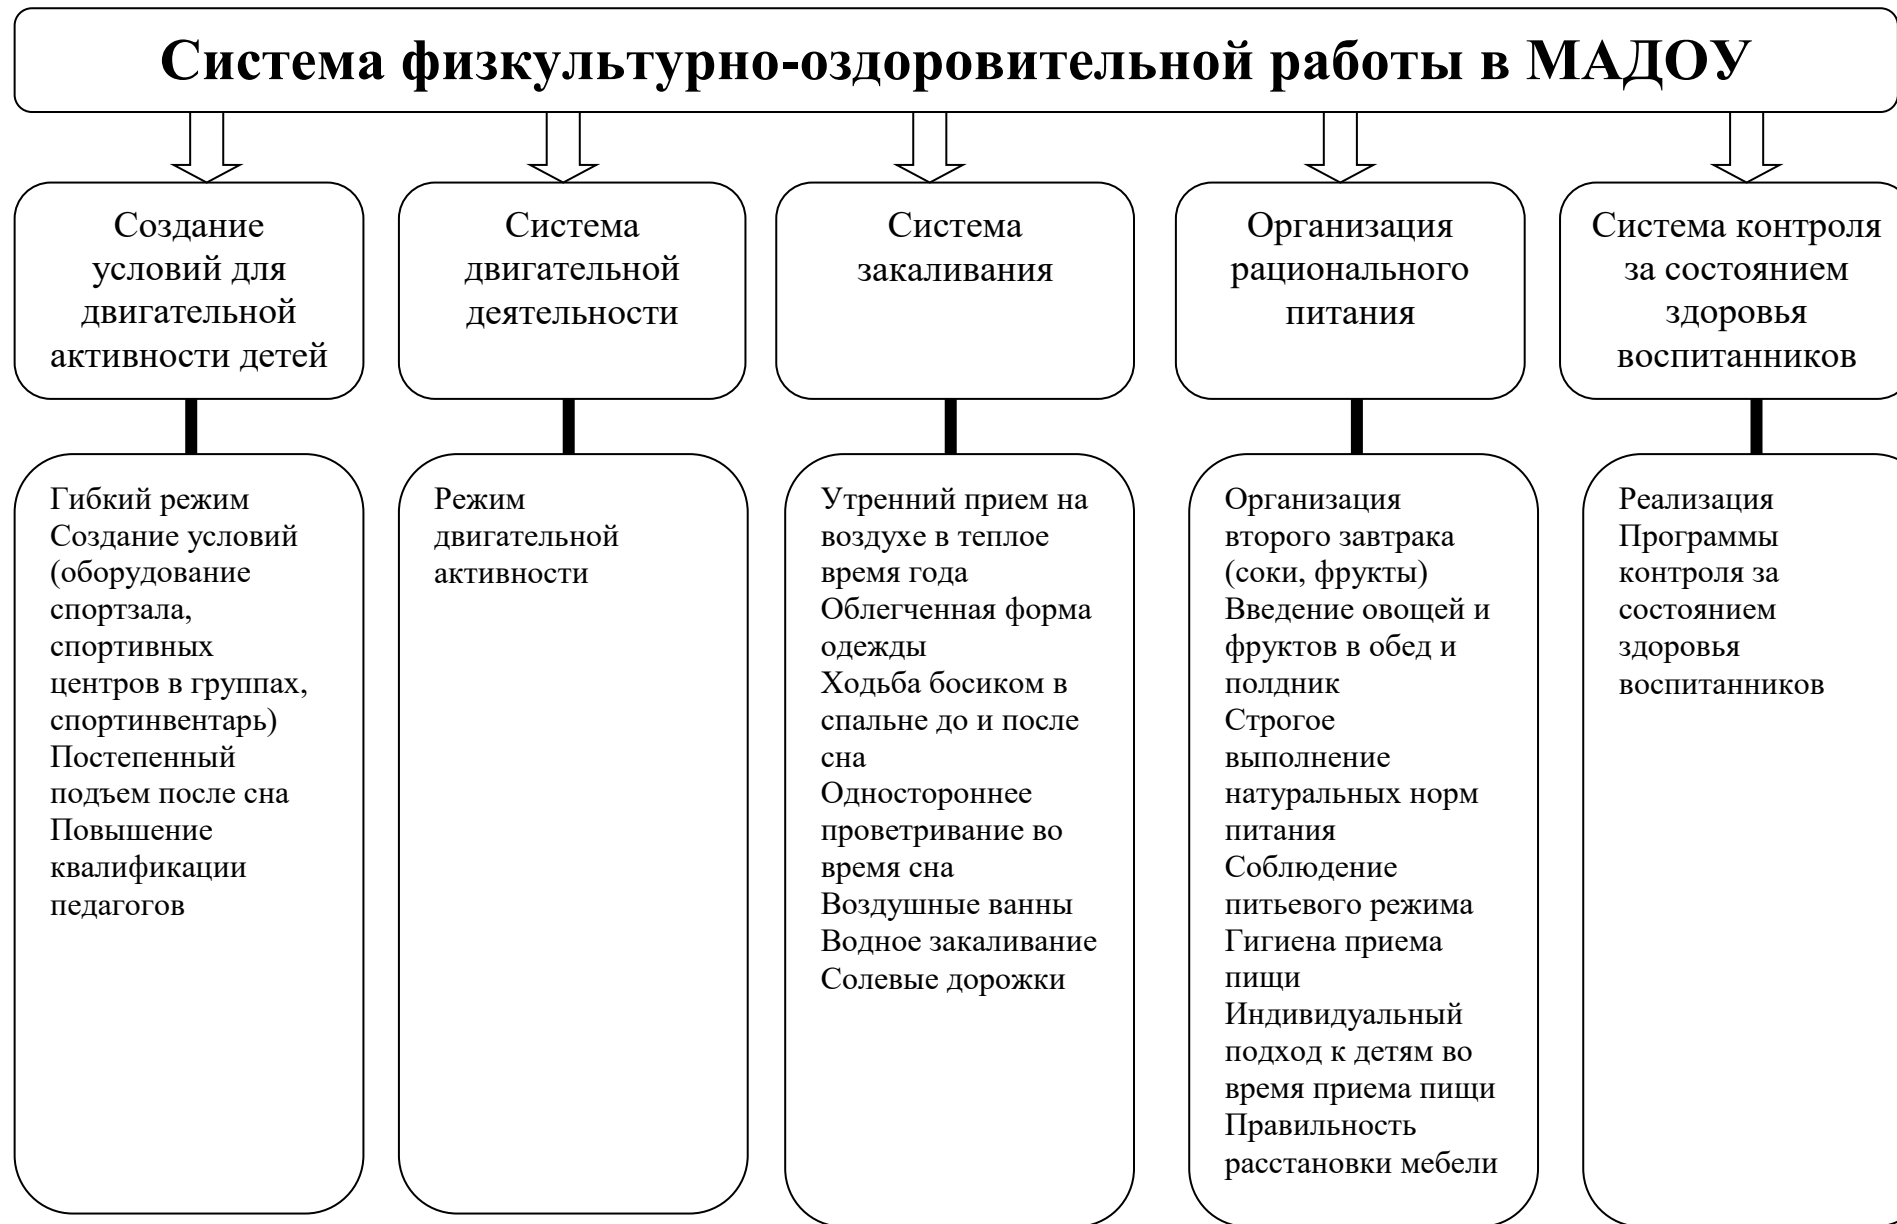 Система физкультурно-оздоровительной работы в МАДОУ
Создание
условий для
двигательной
активности детей
Система
двигательной
деятельности
Система
закаливания
Организация
рационального
питания
Система контроля
за состоянием
здоровья
воспитанников
Гибкий режим
Создание условий
(оборудование
спортзала,
спортивных
центров в группах,
спортинвентарь)
Постепенный
подъем после сна
Повышение
квалификации
педагогов
Режим
двигательной
активности
Утренний прием на
воздухе в теплое
время года
Облегченная форма
одежды
Ходьба босиком в
спальне до и после
сна
Одностороннее
проветривание во
время сна
Воздушные ванны
Водное закаливание
Солевые дорожки
Организация
второго завтрака
(соки, фрукты)
Введение овощей и
фруктов в обед и
полдник
Строгое
выполнение
натуральных норм
питания
Соблюдение
питьевого режима
Гигиена приема
пищи
Индивидуальный
подход к детям во
время приема пищи
Правильность
расстановки мебели
Реализация
Программы
контроля за
состоянием
здоровья
воспитанников